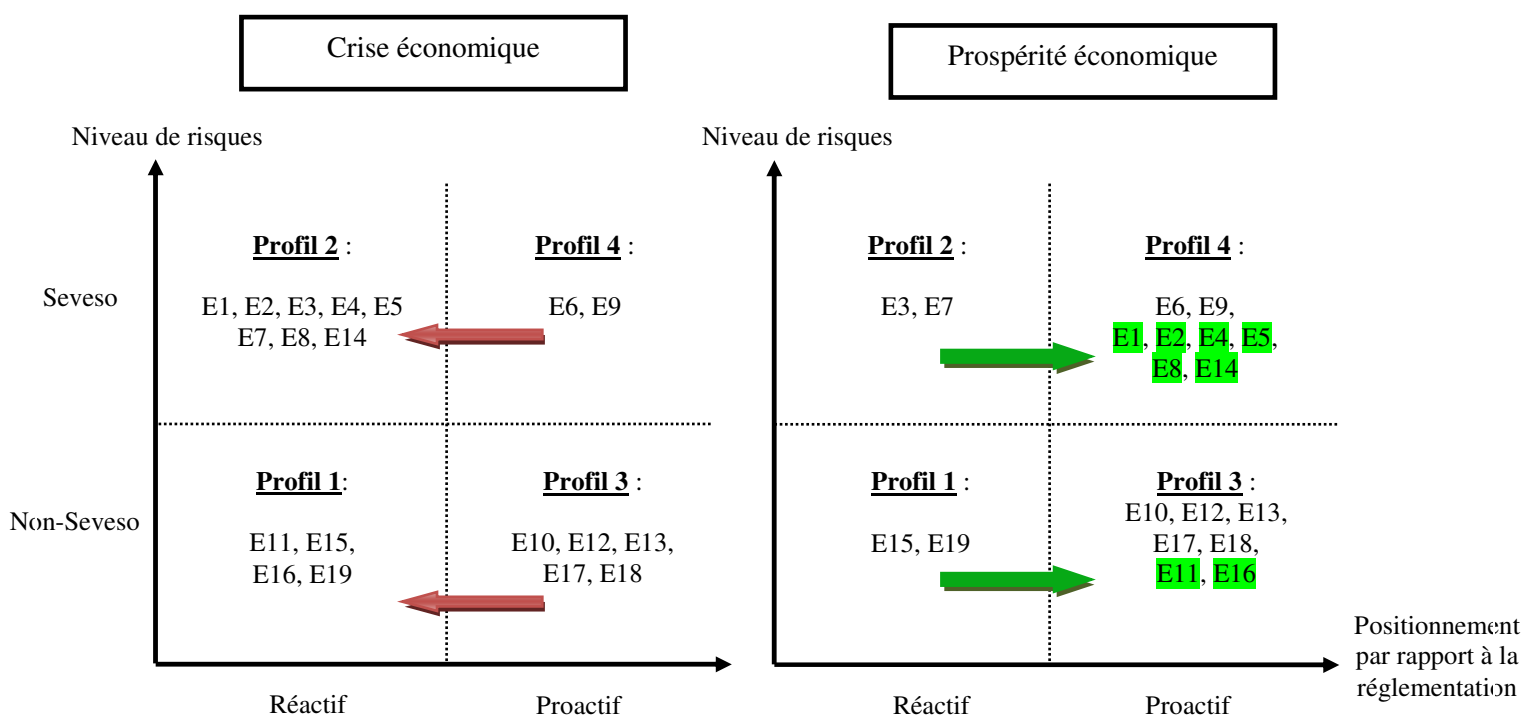 Crise économique
Prospérité économique
Niveau de risques
Niveau de risques
Profil 2 :
Profil 4 :
Profil 2 :
Profil 4 :
Seveso
E1, E2, E3, E4, E5
E7, E8, E14
E6, E9
E3, E7
E6, E9,
E1, E2, E4, E5,
E8, E14
Profil 1:
Profil 3 :
Profil 1 :
Profil 3 :
Non-Seveso
E11, E15,
E16, E19
E10, E12, E13,
E17, E18
E15, E19
E10, E12, E13,
E17, E18,
E11, E16
Positionnement
par rapport à la
réglementation
Réactif
Proactif
Réactif
Proactif